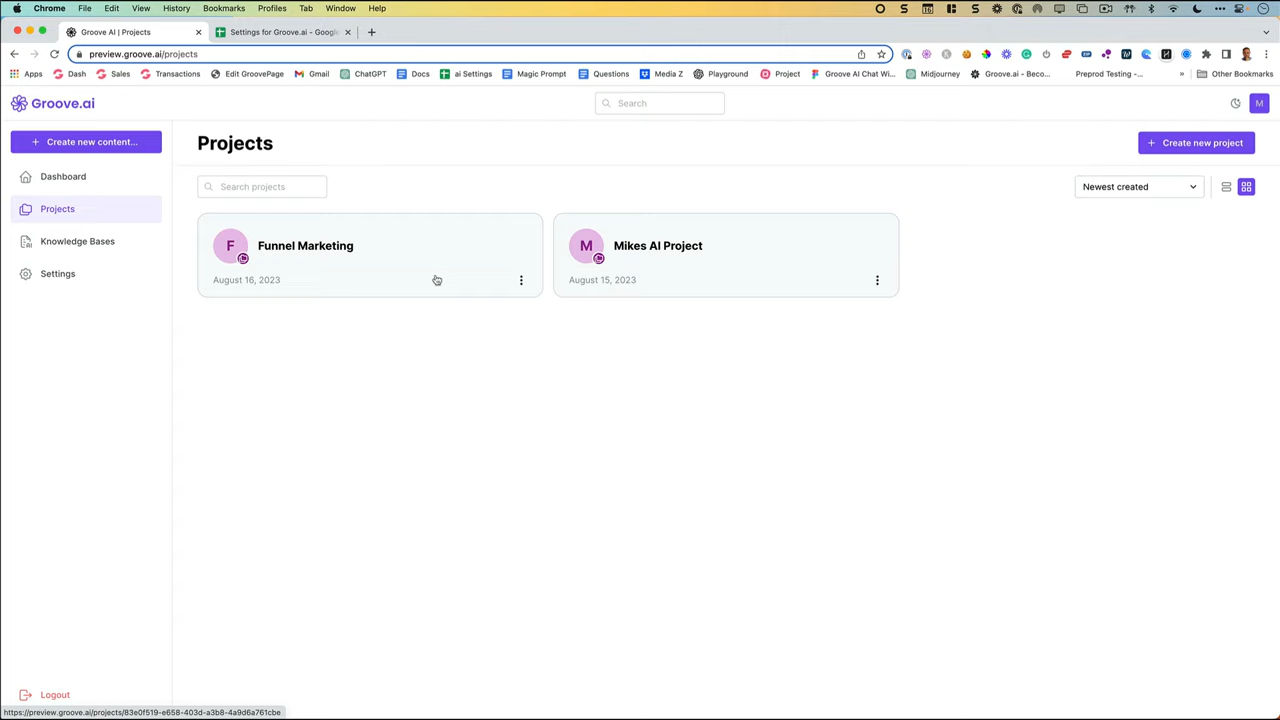 Chrome File Edit View History Bookmarks Profiles Tab Window Help
Groove AI | Projects
Settings for Groove.ai - Google
preview.groove.ai/projects
Apps Dash Sales Transactions Edit GroovePage Gmail ChatGPT Docs ai Settings Magic Prompt Questions Media Z Playground Project Groove AI Chat Wi... Midjourney Groove.ai - Beco... Preprod Testing -... » Other Bookmarks
Groove.ai
Search
M
+ Create new content...
Projects
+ Create new project
Dashboard
Search projects
Newest created
Projects
Knowledge Bases
Settings
F
Funnel Marketing
August 16, 2023
M
Mikes AI Project
August 15, 2023
Logout
https://preview.groove.ai/projects/83e0f519-e658-403d-a3b8-4a9d6a761cbe